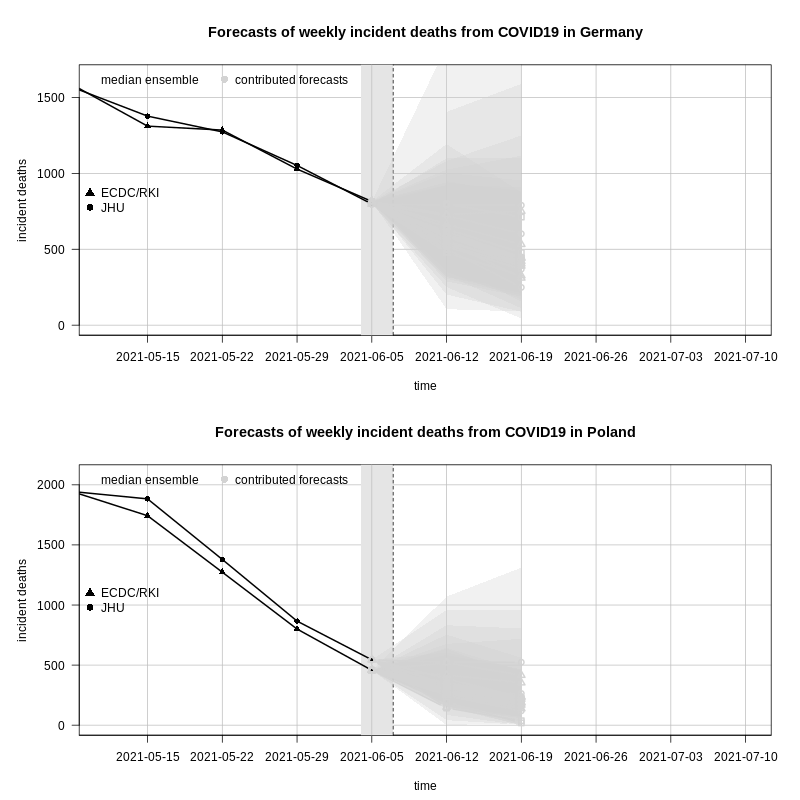 Forecasts of weekly incident deaths from COVID19 in Germany
median ensemble contributed forecasts
1500
1000
500
0
incident deaths
ECDC/RKI
JHU
2021-05-15 2021-05-22 2021-05-29 2021-06-05 2021-06-12 2021-06-19 2021-06-26 2021-07-03 2021-07-10
time
Forecasts of weekly incident deaths from COVID19 in Poland
median ensemble contributed forecasts
2000
1500
1000
500
0
incident deaths
ECDC/RKI
JHU
2021-05-15 2021-05-22 2021-05-29 2021-06-05 2021-06-12 2021-06-19 2021-06-26 2021-07-03 2021-07-10
time